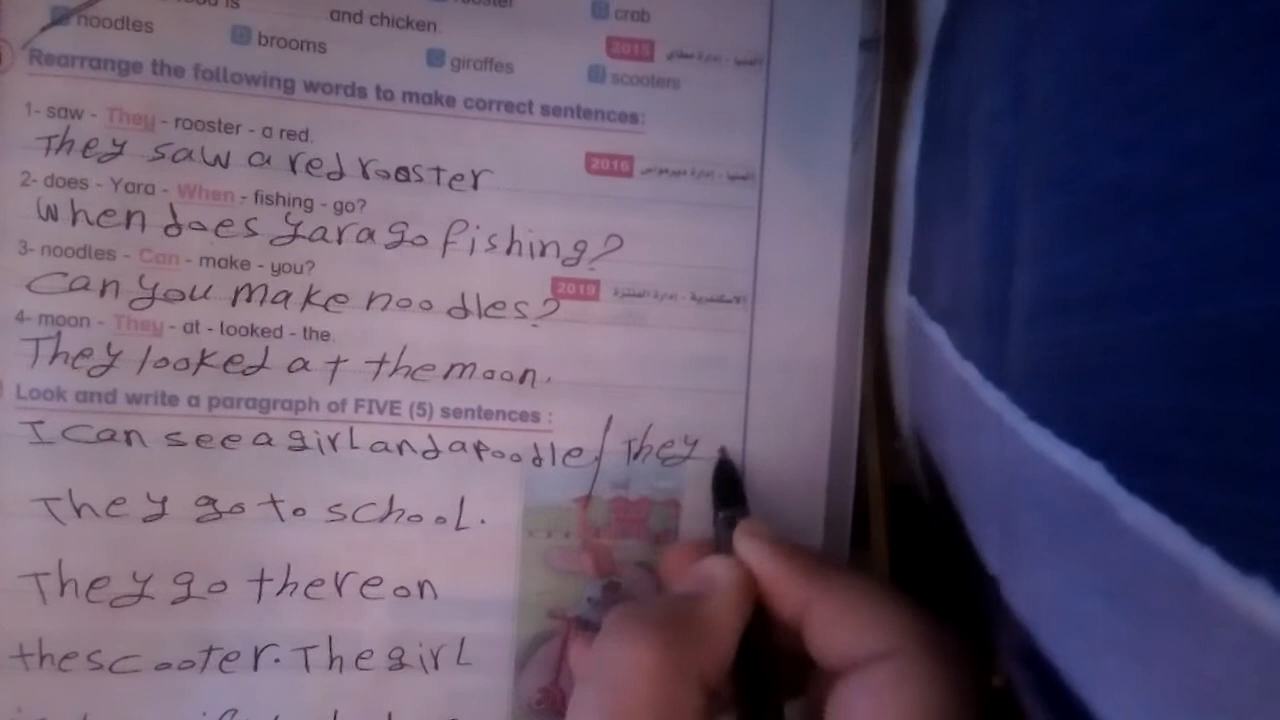 and chicken.
crab
noodles
brooms
giraffes
scooters
2015
Rearrange the following words to make correct sentences:
1- saw - They - rooster - a red.
They saw a red rooster
2016
2- does - Yara - When - fishing - go?
When does Yara go fishing?
3- noodles - Can - make - you?
Can you make noodles?
2019
الاسكندرية - إدارة المنتزة
4- moon - They - at - looked - the.
They looked at the moon.
Look and write a paragraph of FIVE (5) sentences :
I can see a girl and a poodle. / They
They go to school.
They go there on
the scooter. The girl